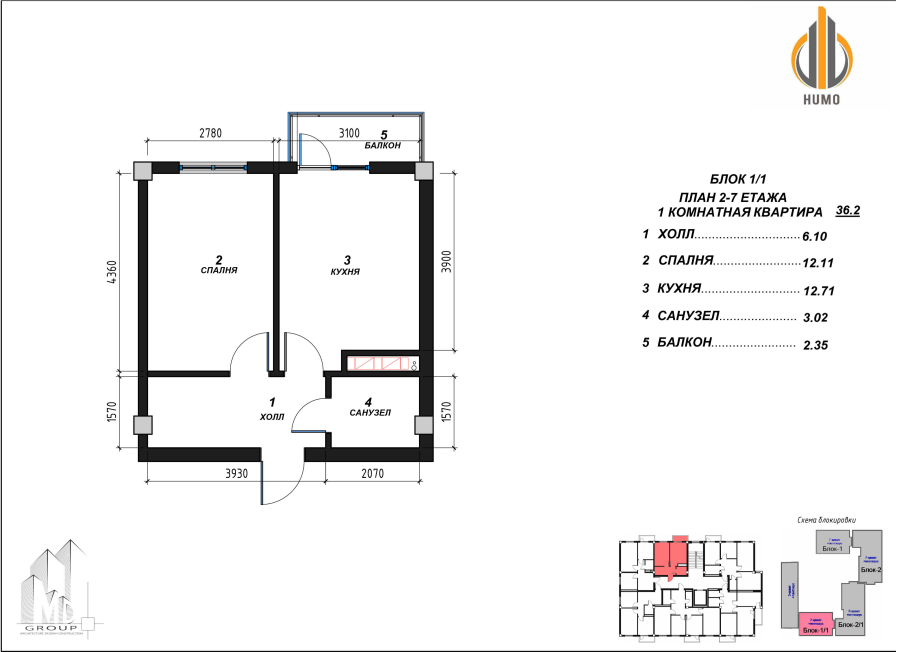 HUMO
2780
3100
5
БАЛКОН
БЛОК 1/1
ПЛАН 2-7 ЕТАЖА
1 КОМНАТНАЯ КВАРТИРА 36.2
1 ХОЛЛ............................6.10
2 СПАЛНЯ.......................12.11
3 КУХНЯ...........................12.71
4 САНУЗЕЛ..................... 3.02
5 БАЛКОН....................... 2.35
4360
2
СПАЛНЯ
3
КУХНЯ
3900
1570
1
ХОЛЛ
4
САНУЗЕЛ
1570
3930
2070
Схема блокировки
Блок-1
Блок-2
Блок-1/1
Блок-2/1
GROUP